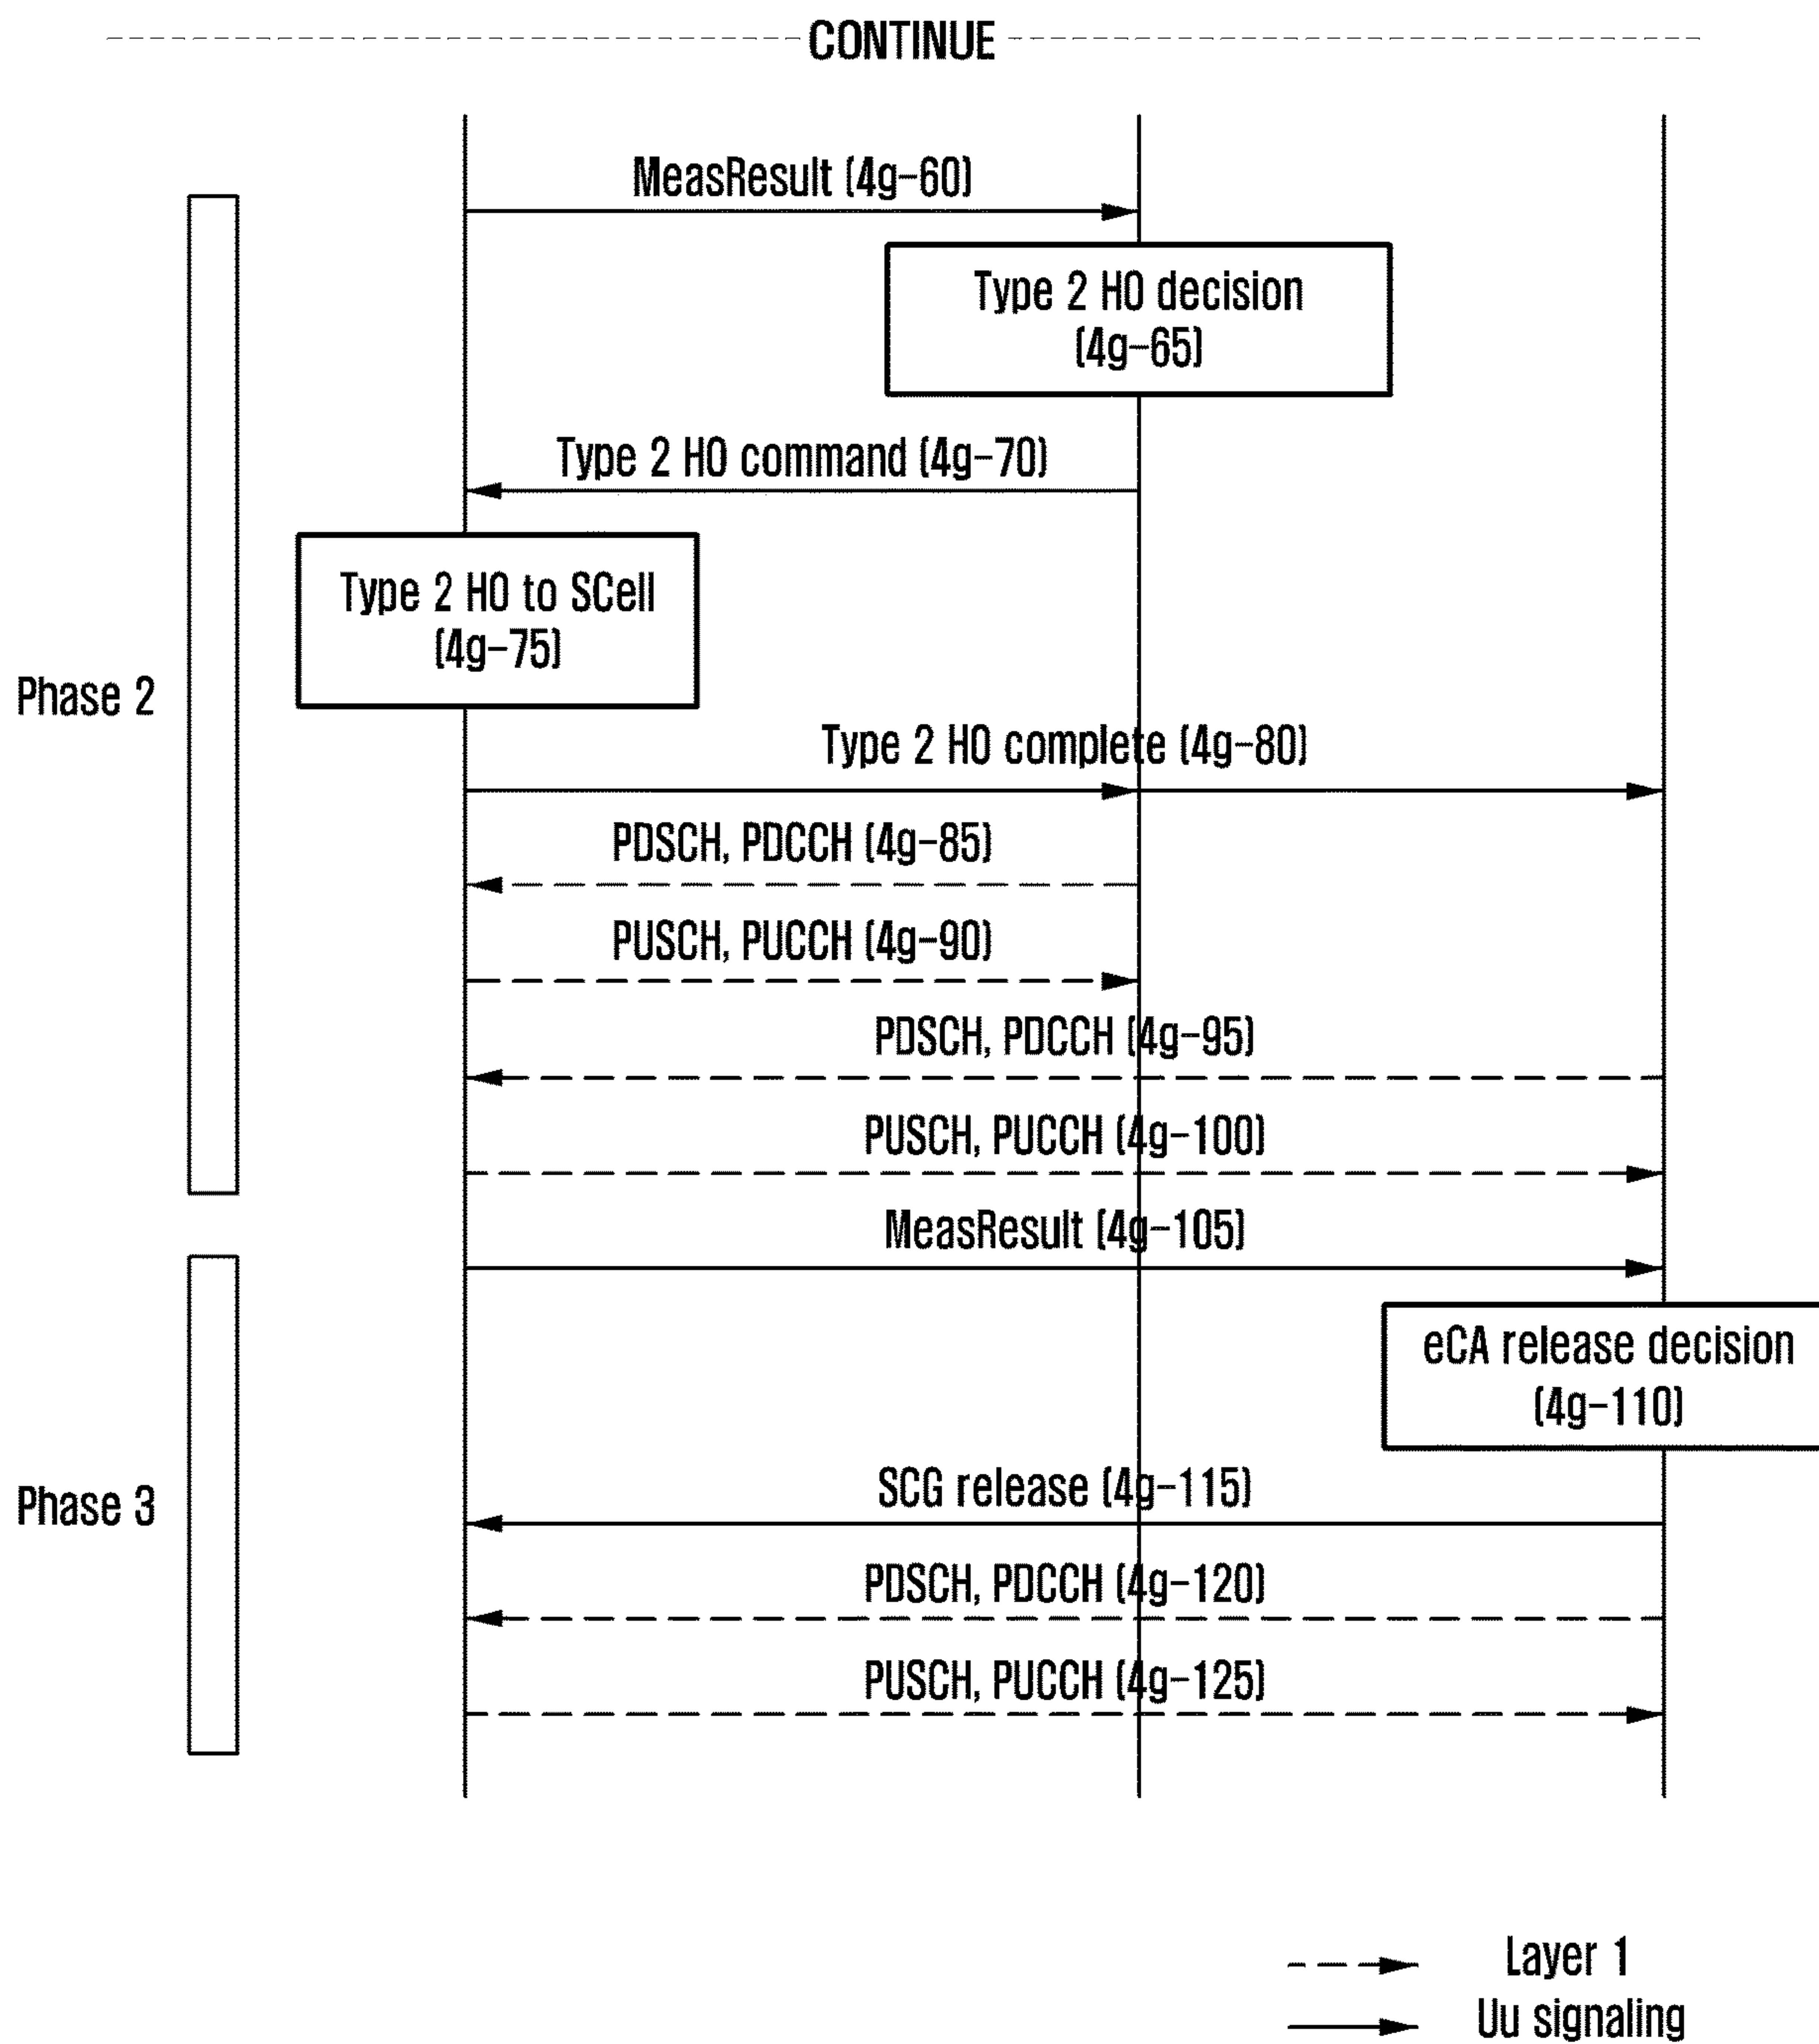 CONTINUE
MeasResult (4g-60)
Type 2 HO decision
(4g-65)
Type 2 HO command (4g-70)
Type 2 HO to SCell
(4g-75)
Phase 2
Type 2 HO complete (4g-80)
PDSCH, PDCCH (4g-85)
PUSCH, PUCCH (4g-90)
PDSCH, PDCCH (4g-95)
PUSCH, PUCCH (4g-100)
MeasResult (4g-105)
eCA release decision
(4g-110)
SCG release (4g-115)
Phase 3
PDSCH, PDCCH (4g-120)
PUSCH, PUCCH (4g-125)
Layer 1
Uu signaling